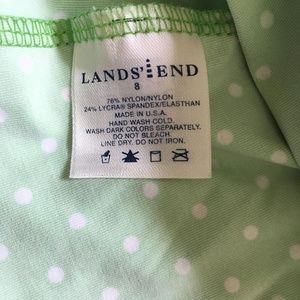 LANDS' END
8
76% NYLON/NYLON
24% LYCRA® SPANDEX/ELASTHAN
MADE IN U.S.A.
HAND WASH COLD.
WASH DARK COLORS SEPARATELY.
DO NOT BLEACH.
LINE DRY. DO NOT IRON.